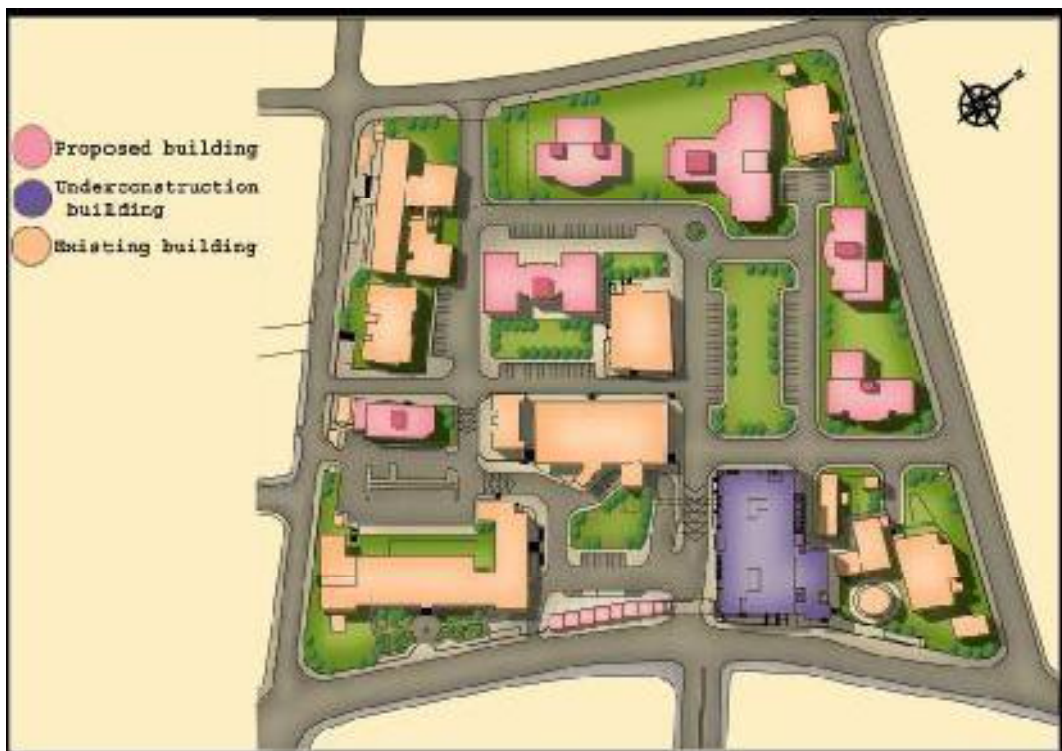 Proposed building
Underconstruction
building
Existing building